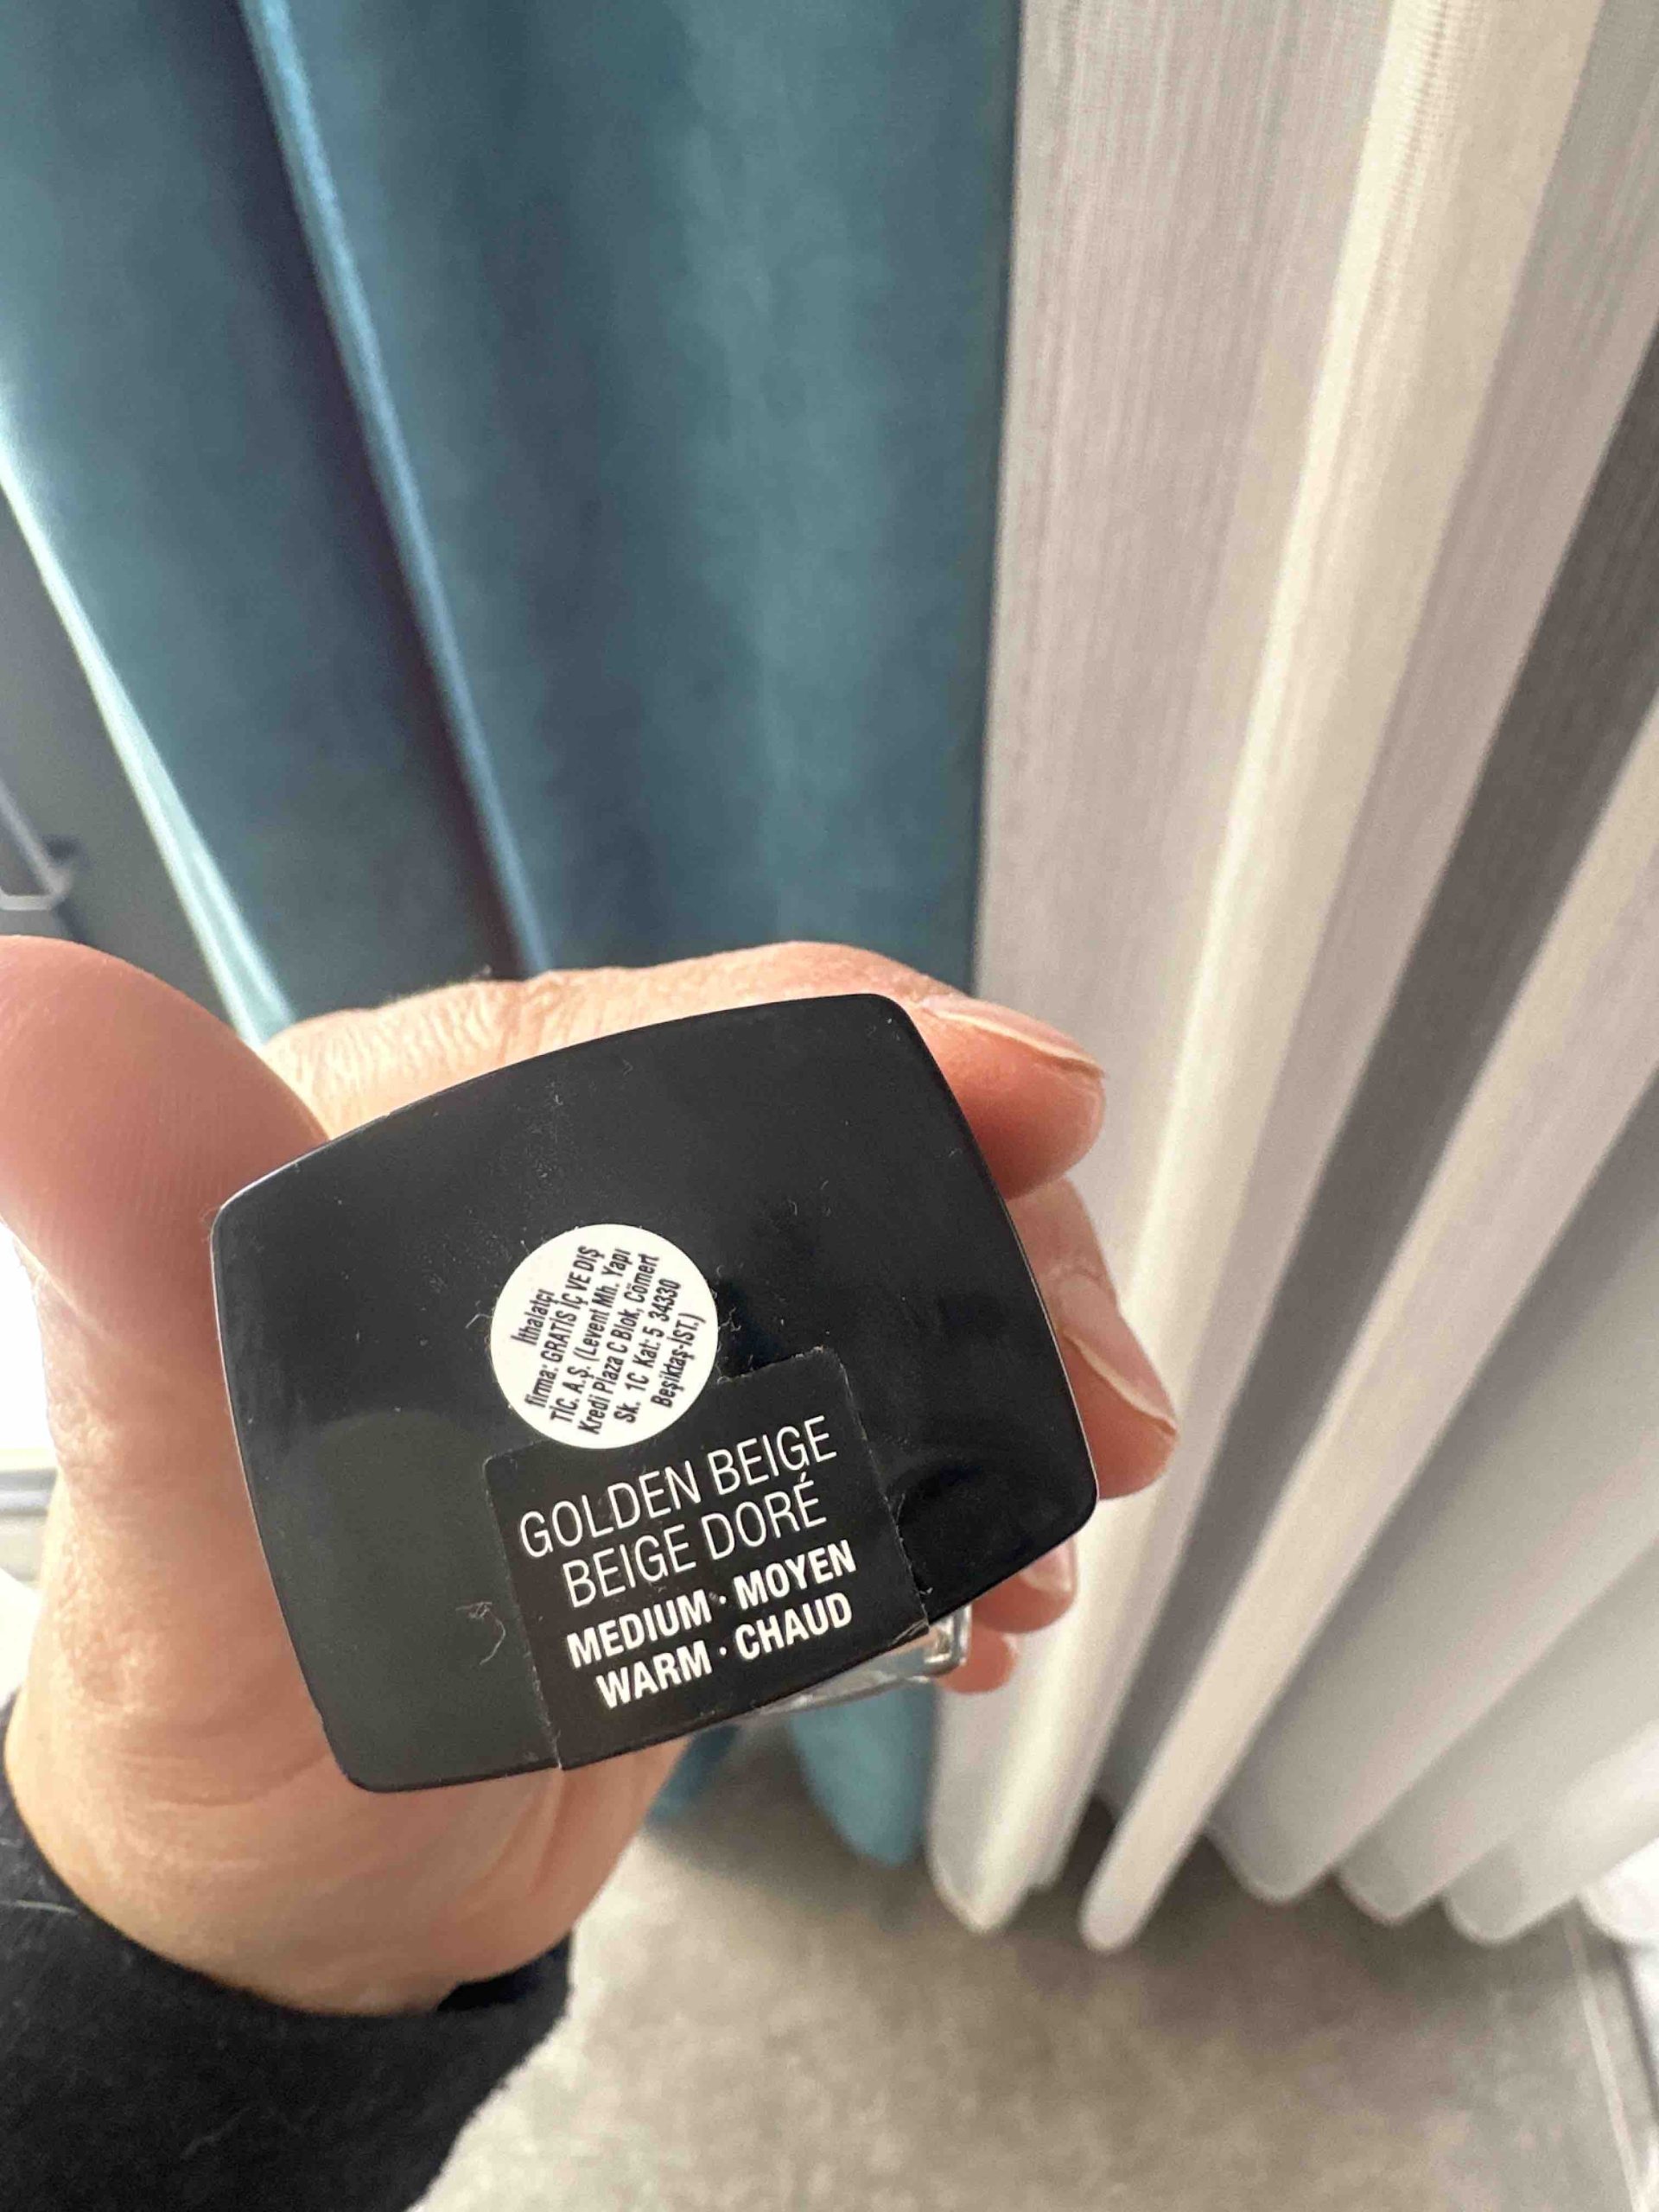 İthalatçı
firma: GRATİS İÇ VE DIŞ
TİC. A.Ş. (Levent Mh. Yapı
Kredi Plaza C Blok, Cömert
Sk. 1C Kat: 5 34330
Beşiktaş-İST.)
GOLDEN BEIGE
BEIGE DORÉ
MEDIUM · MOYEN
WARM · CHAUD